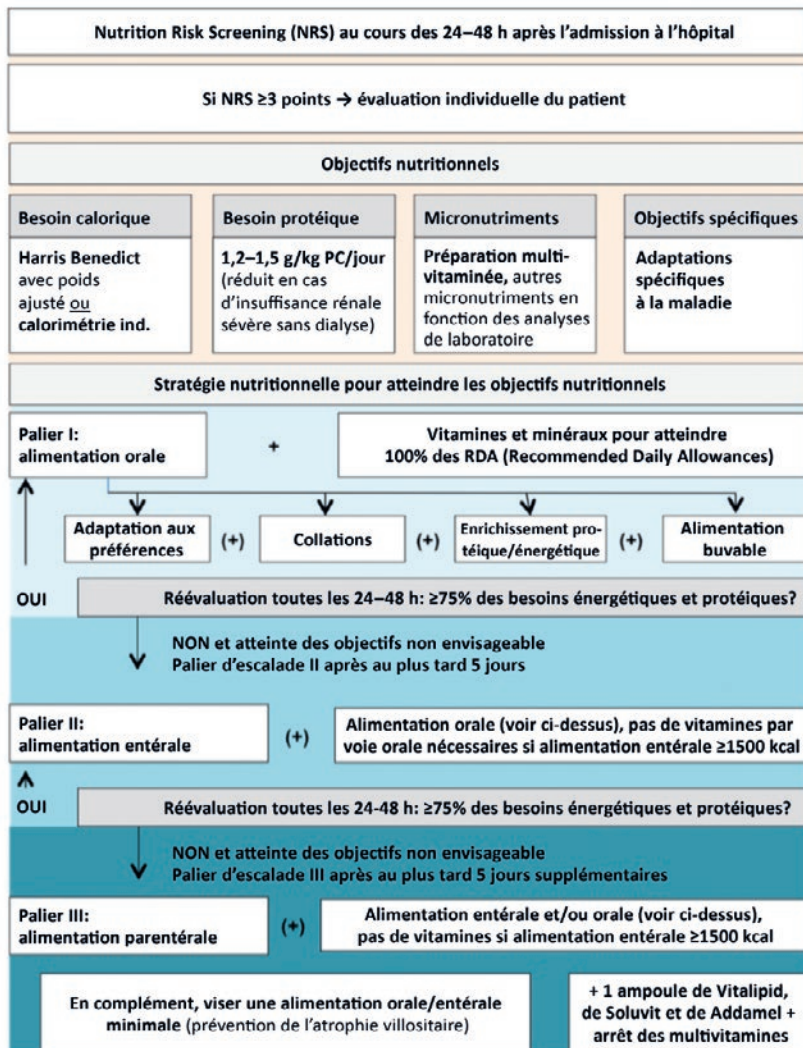 Nutrition Risk Screening (NRS) au cours des 24–48 h après l'admission à l'hôpital
Si NRS ≥3 points → évaluation individuelle du patient
Objectifs nutritionnels
Besoin calorique
Harris Benedict
avec poids
ajusté ou
calorimétrie ind.
Besoin protéique
1,2–1,5 g/kg PC/jour
(réduit en cas
d'insuffisance rénale
sévère sans dialyse)
Micronutriments
Préparation multi-
vitaminée, autres
micronutriments en
fonction des analyses
de laboratoire
Objectifs spécifiques
Adaptations
spécifiques
à la maladie
Stratégie nutritionnelle pour atteindre les objectifs nutritionnels
Palier I:
alimentation orale
+
Vitamines et minéraux pour atteindre
100% des RDA (Recommended Daily Allowances)
Adaptation aux
préférences
(+)
Collations
(+)
Enrichissement pro-
téique/énergétique
(+)
Alimentation
buvable
OUI
Réévaluation toutes les 24–48 h: ≥75% des besoins énergétiques et protéiques?
NON et atteinte des objectifs non envisageable
Palier d'escalade II après au plus tard 5 jours
Palier II:
alimentation entérale
(+)
Alimentation orale (voir ci-dessus), pas de vitamines par
voie orale nécessaires si alimentation entérale ≥1500 kcal
OUI
Réévaluation toutes les 24-48 h: ≥75% des besoins énergétiques et protéiques?
NON et atteinte des objectifs non envisageable
Palier d'escalade III après au plus tard 5 jours supplémentaires
Palier III:
alimentation parentérale
(+)
Alimentation entérale et/ou orale (voir ci-dessus),
pas de vitamines si alimentation entérale ≥1500 kcal
En complément, viser une alimentation orale/entérale
minimale (prévention de l'atrophie villositaire)
+ 1 ampoule de Vitalipid,
de Soluvit et de Addamel +
arrêt des multivitamines